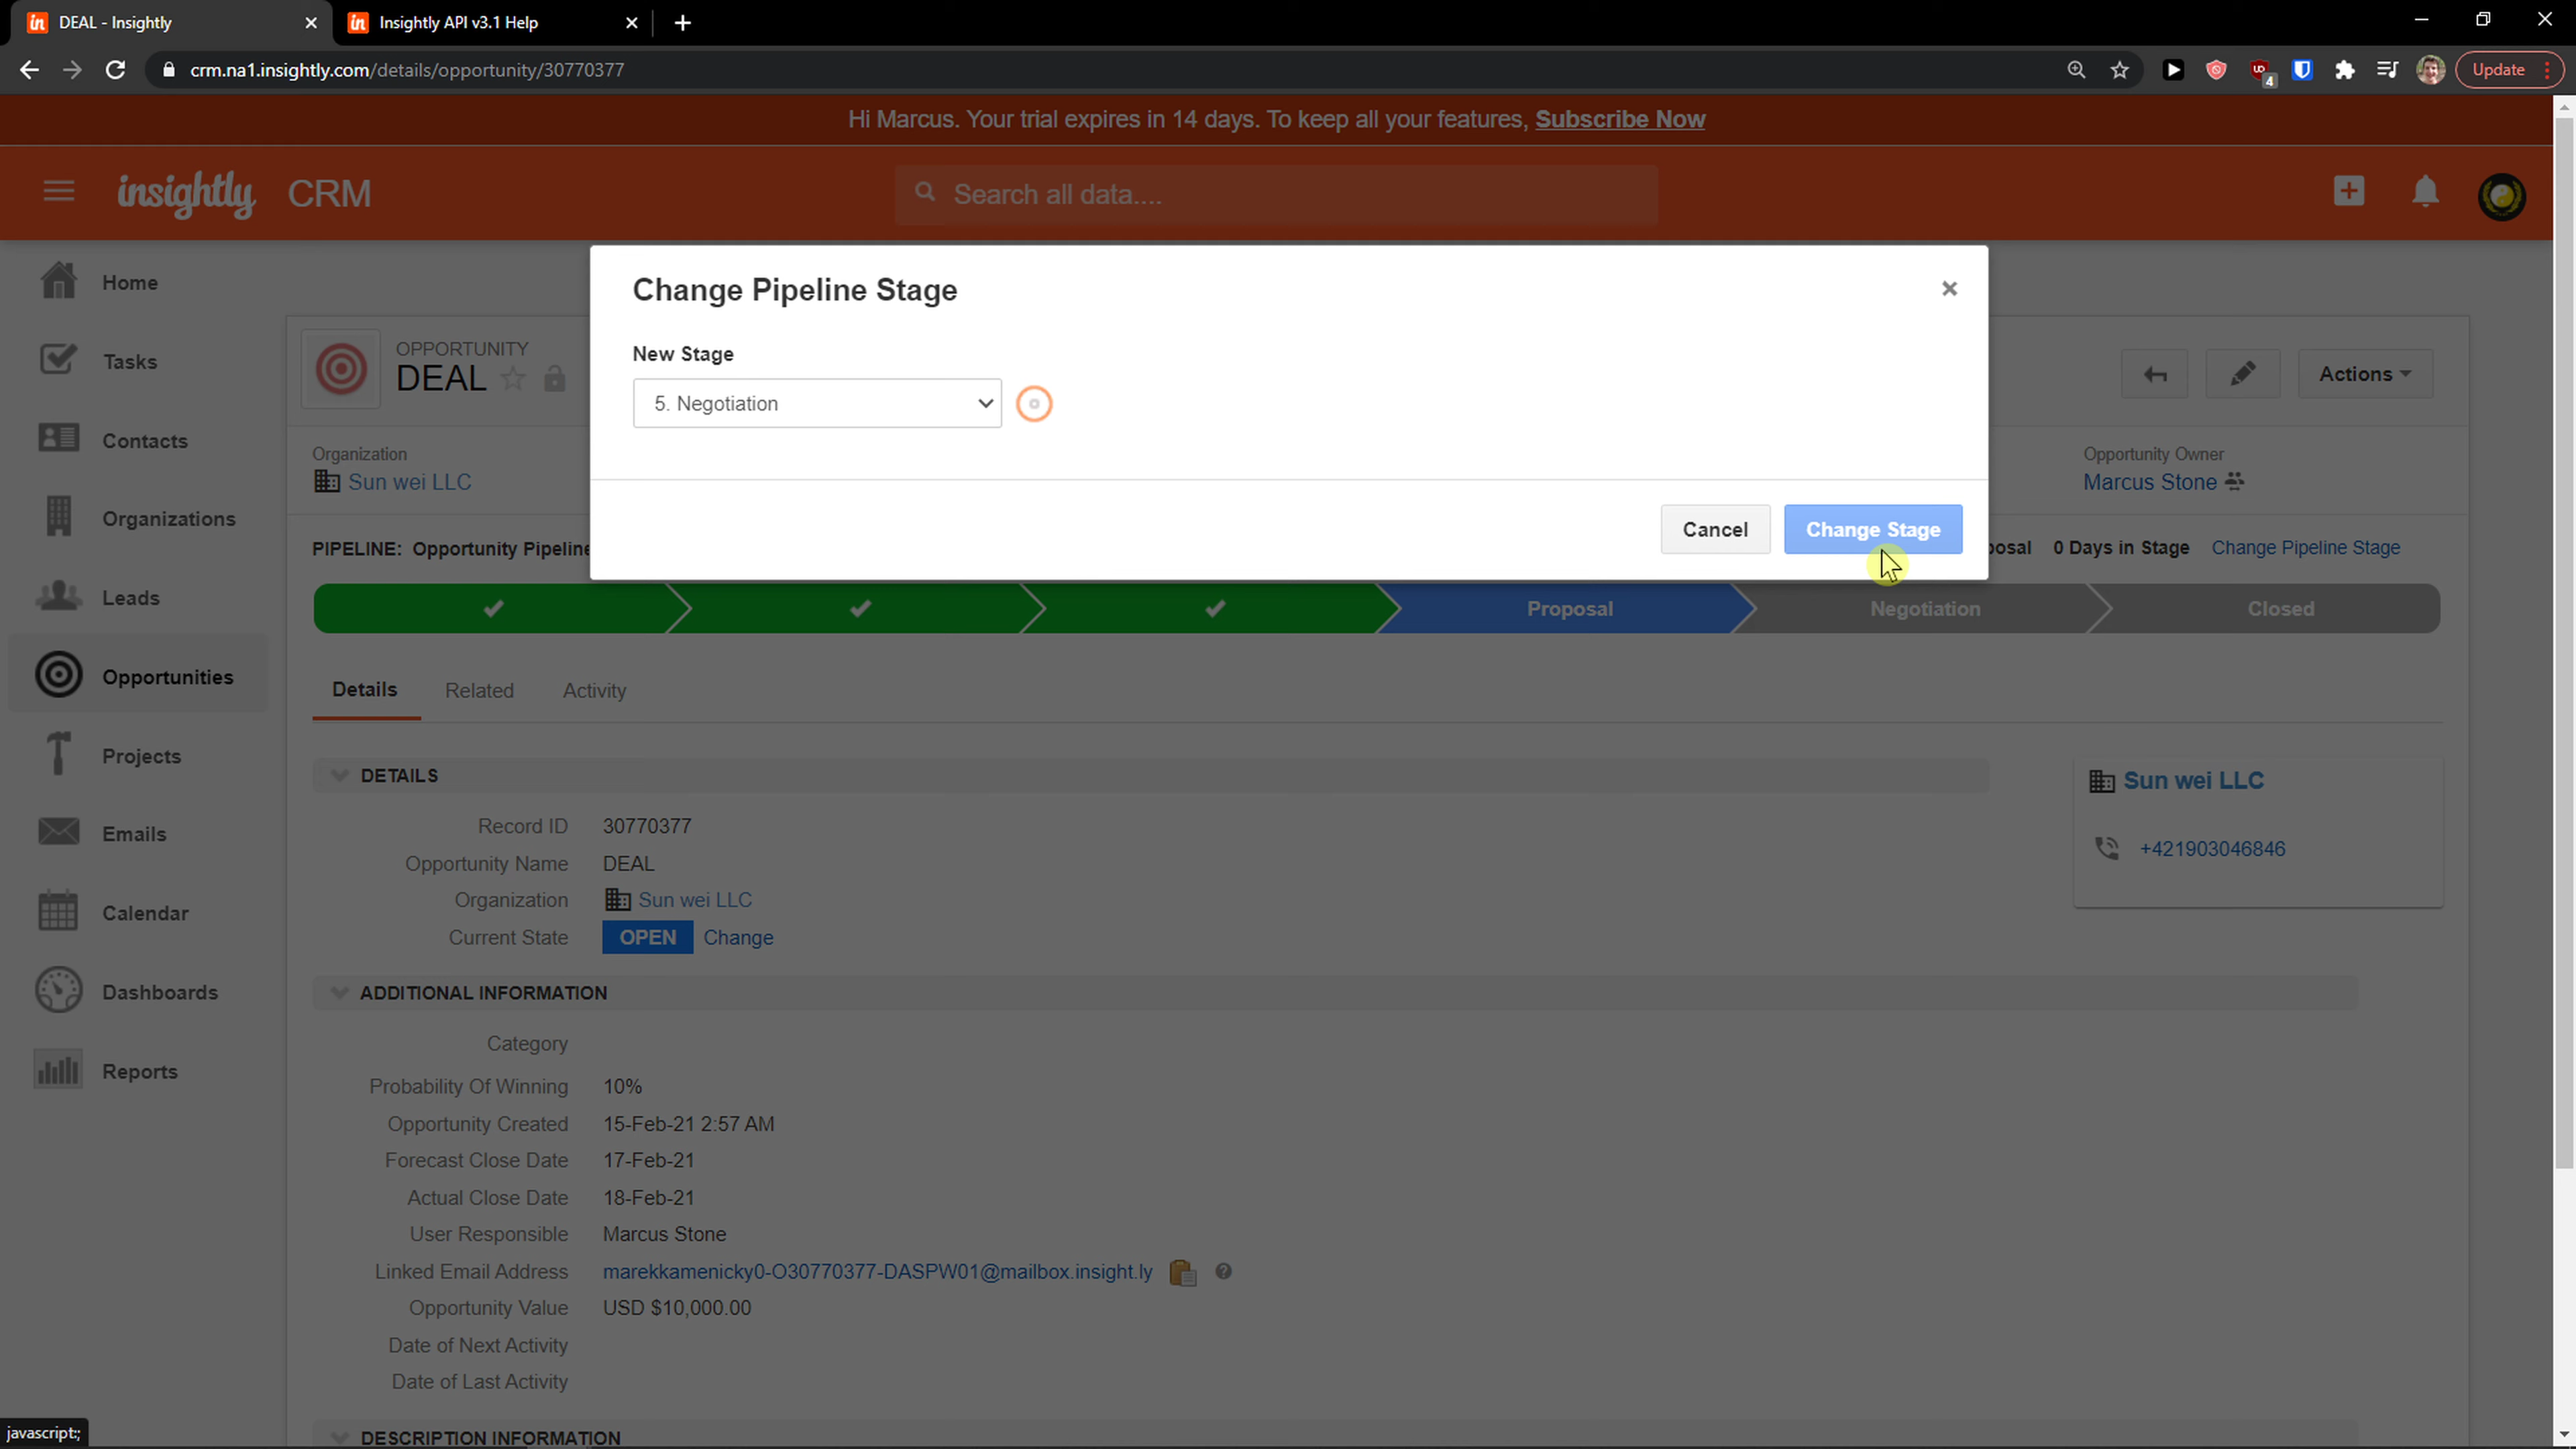 DEAL - Insightly
Insightly API v3.1 Help
crm.na1.insightly.com/details/opportunity/30770377
4
Update
Hi Marcus. Your trial expires in 14 days. To keep all your features, Subscribe Now
insightly CRM
Search all data....
Home
Tasks
Contacts
Organizations
Leads
Opportunities
Projects
Emails
Calendar
Dashboards
Reports
Change Pipeline Stage
New Stage
5. Negotiation
Cancel
Change Stage
OPPORTUNITY
DEAL
Actions
Organization
Sun wei LLC
Opportunity Owner
Marcus Stone
PIPELINE: Opportunity Pipeline
posal 0 Days in Stage Change Pipeline Stage
Proposal
Negotiation
Closed
Details
Related
Activity
DETAILS
Record ID 30770377
Opportunity Name DEAL
Organization Sun wei LLC
Current State OPEN Change
Sun wei LLC
+421903046846
ADDITIONAL INFORMATION
Category
Probability Of Winning 10%
Opportunity Created 15-Feb-21 2:57 AM
Forecast Close Date 17-Feb-21
Actual Close Date 18-Feb-21
User Responsible Marcus Stone
Linked Email Address marekkamenicky0-O30770377-DASPW01@mailbox.insight.ly
Opportunity Value USD $10,000.00
Date of Next Activity
Date of Last Activity
DESCRIPTION INFORMATION
javascript:;